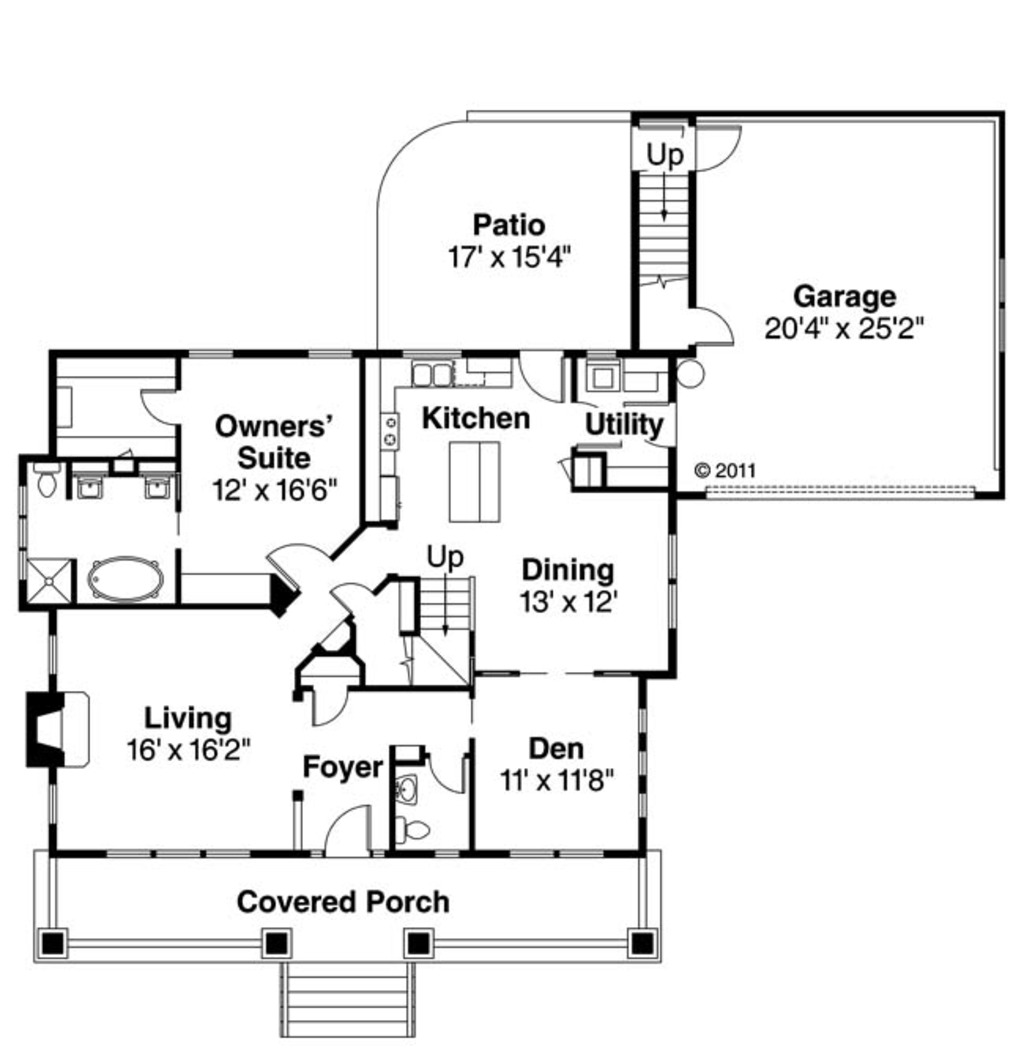 Up
Patio
17' x 15'4"
Garage
20'4" x 25'2"
Kitchen
Utility
Owners’
Suite
12' x 16'6"
© 2011
Up
Dining
13' x 12'
Living
16' x 16'2"
Foyer
Den
11' x 11'8"
Covered Porch